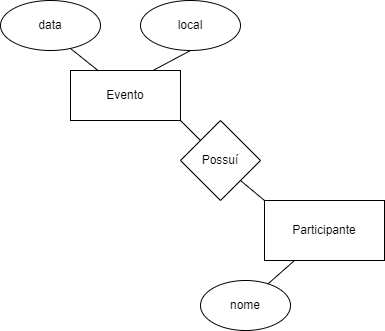 data
local
Evento
Possuí
Participante
nome